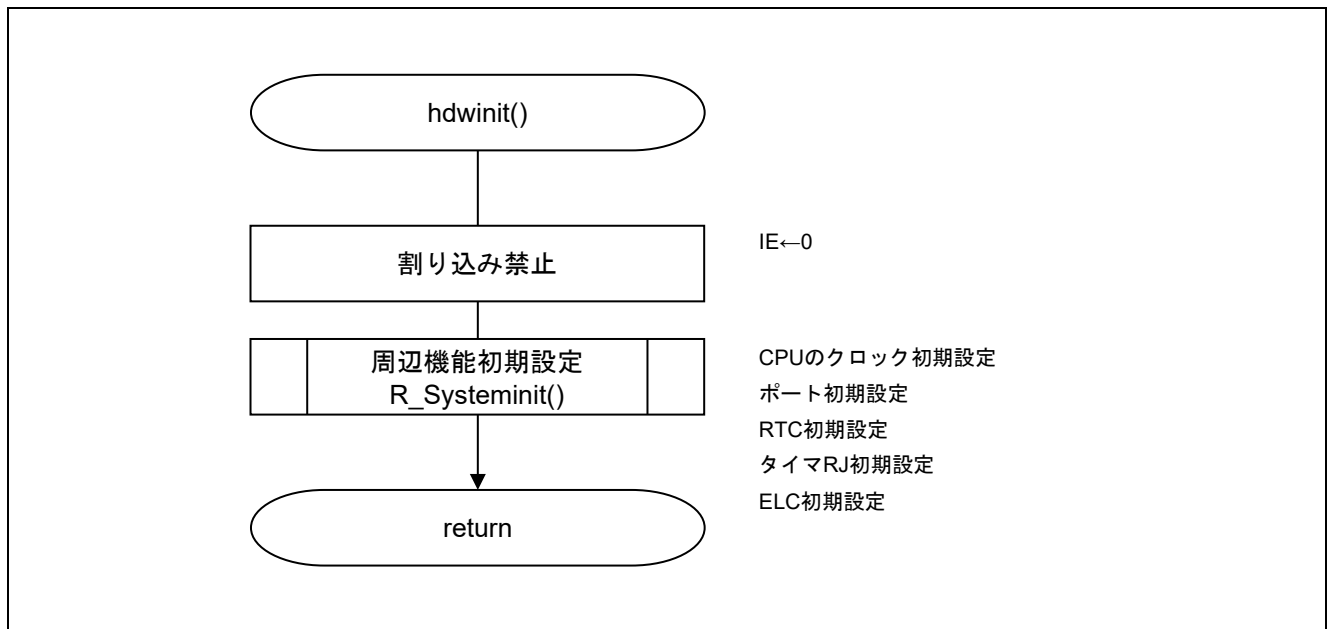 hdwinit()
割り込み禁止
IE←0
周辺機能初期設定
R_Systeminit()
CPUのクロック初期設定
ポート初期設定
RTC初期設定
タイマRJ初期設定
ELC初期設定
return